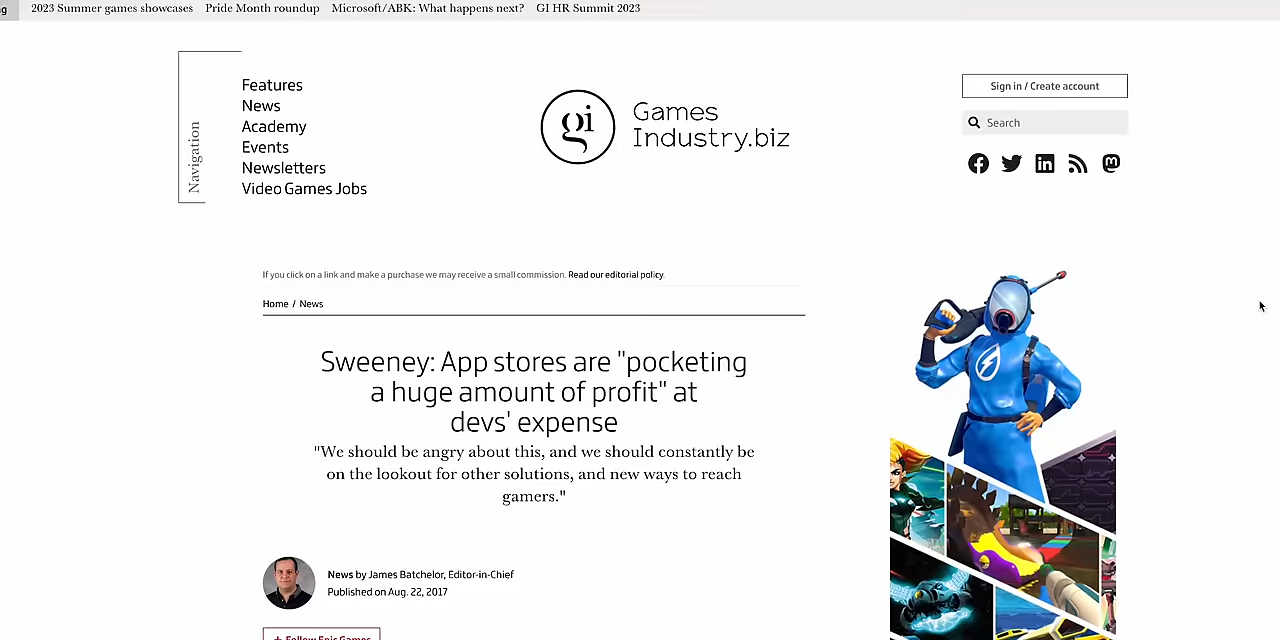 2023 Summer games showcases Pride Month roundup Microsoft/ABK: What happens next? GI HR Summit 2023
Navigation
Features
News
Academy
Events
Newsletters
Video Games Jobs
gi
Games
Industry.biz
Sign in / Create account
Search
If you click on a link and make a purchase we may receive a small commission. Read our editorial policy.
Home / News
Sweeney: App stores are "pocketing
a huge amount of profit" at
devs' expense
"We should be angry about this, and we should constantly be
on the lookout for other solutions, and new ways to reach
gamers."
News by James Batchelor, Editor-in-Chief
Published on Aug. 22, 2017
+ Follow Epic Games